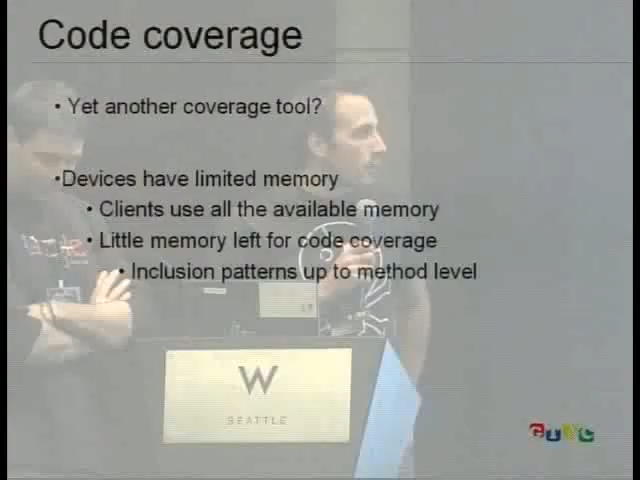 Code coverage
• Yet another coverage tool?
•Devices have limited memory
• Clients use all the available memory
• Little memory left for code coverage
• Inclusion patterns up to method level
W
SEATTLE